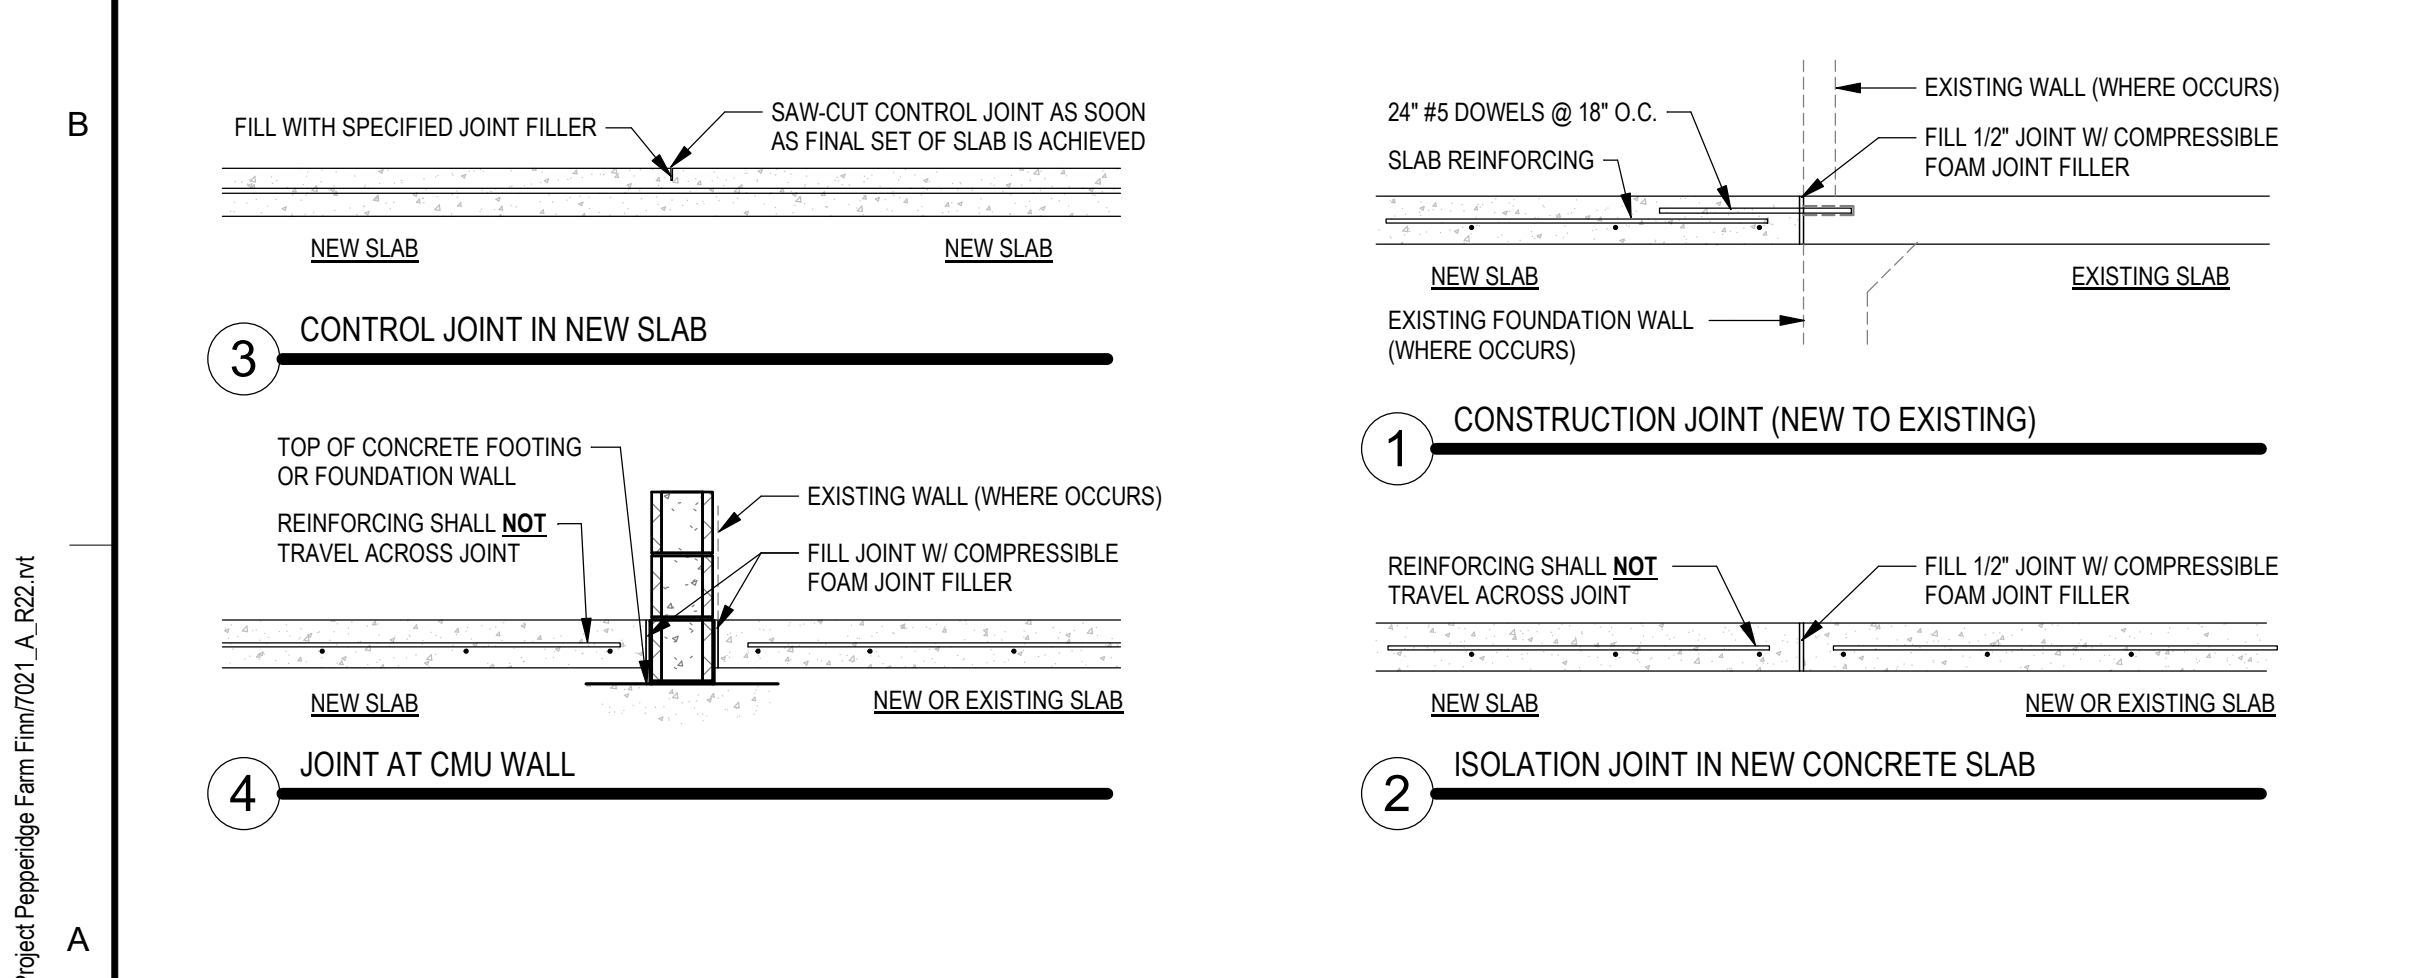 B
FILL WITH SPECIFIED JOINT FILLER
SAW-CUT CONTROL JOINT AS SOON
AS FINAL SET OF SLAB IS ACHIEVED
NEW SLAB
NEW SLAB
3
CONTROL JOINT IN NEW SLAB
24" #5 DOWELS @ 18" O.C.
SLAB REINFORCING
EXISTING WALL (WHERE OCCURS)
FILL 1/2" JOINT W/ COMPRESSIBLE
FOAM JOINT FILLER
NEW SLAB
EXISTING SLAB
EXISTING FOUNDATION WALL
(WHERE OCCURS)
1
CONSTRUCTION JOINT (NEW TO EXISTING)
TOP OF CONCRETE FOOTING
OR FOUNDATION WALL
REINFORCING SHALL NOT
TRAVEL ACROSS JOINT
EXISTING WALL (WHERE OCCURS)
FILL JOINT W/ COMPRESSIBLE
FOAM JOINT FILLER
NEW SLAB
NEW OR EXISTING SLAB
4
JOINT AT CMU WALL
REINFORCING SHALL NOT
TRAVEL ACROSS JOINT
FILL 1/2" JOINT W/ COMPRESSIBLE
FOAM JOINT FILLER
NEW SLAB
NEW OR EXISTING SLAB
2
ISOLATION JOINT IN NEW CONCRETE SLAB
A
Project Pepperidge Farm Finn/7021_A_R22.rvt